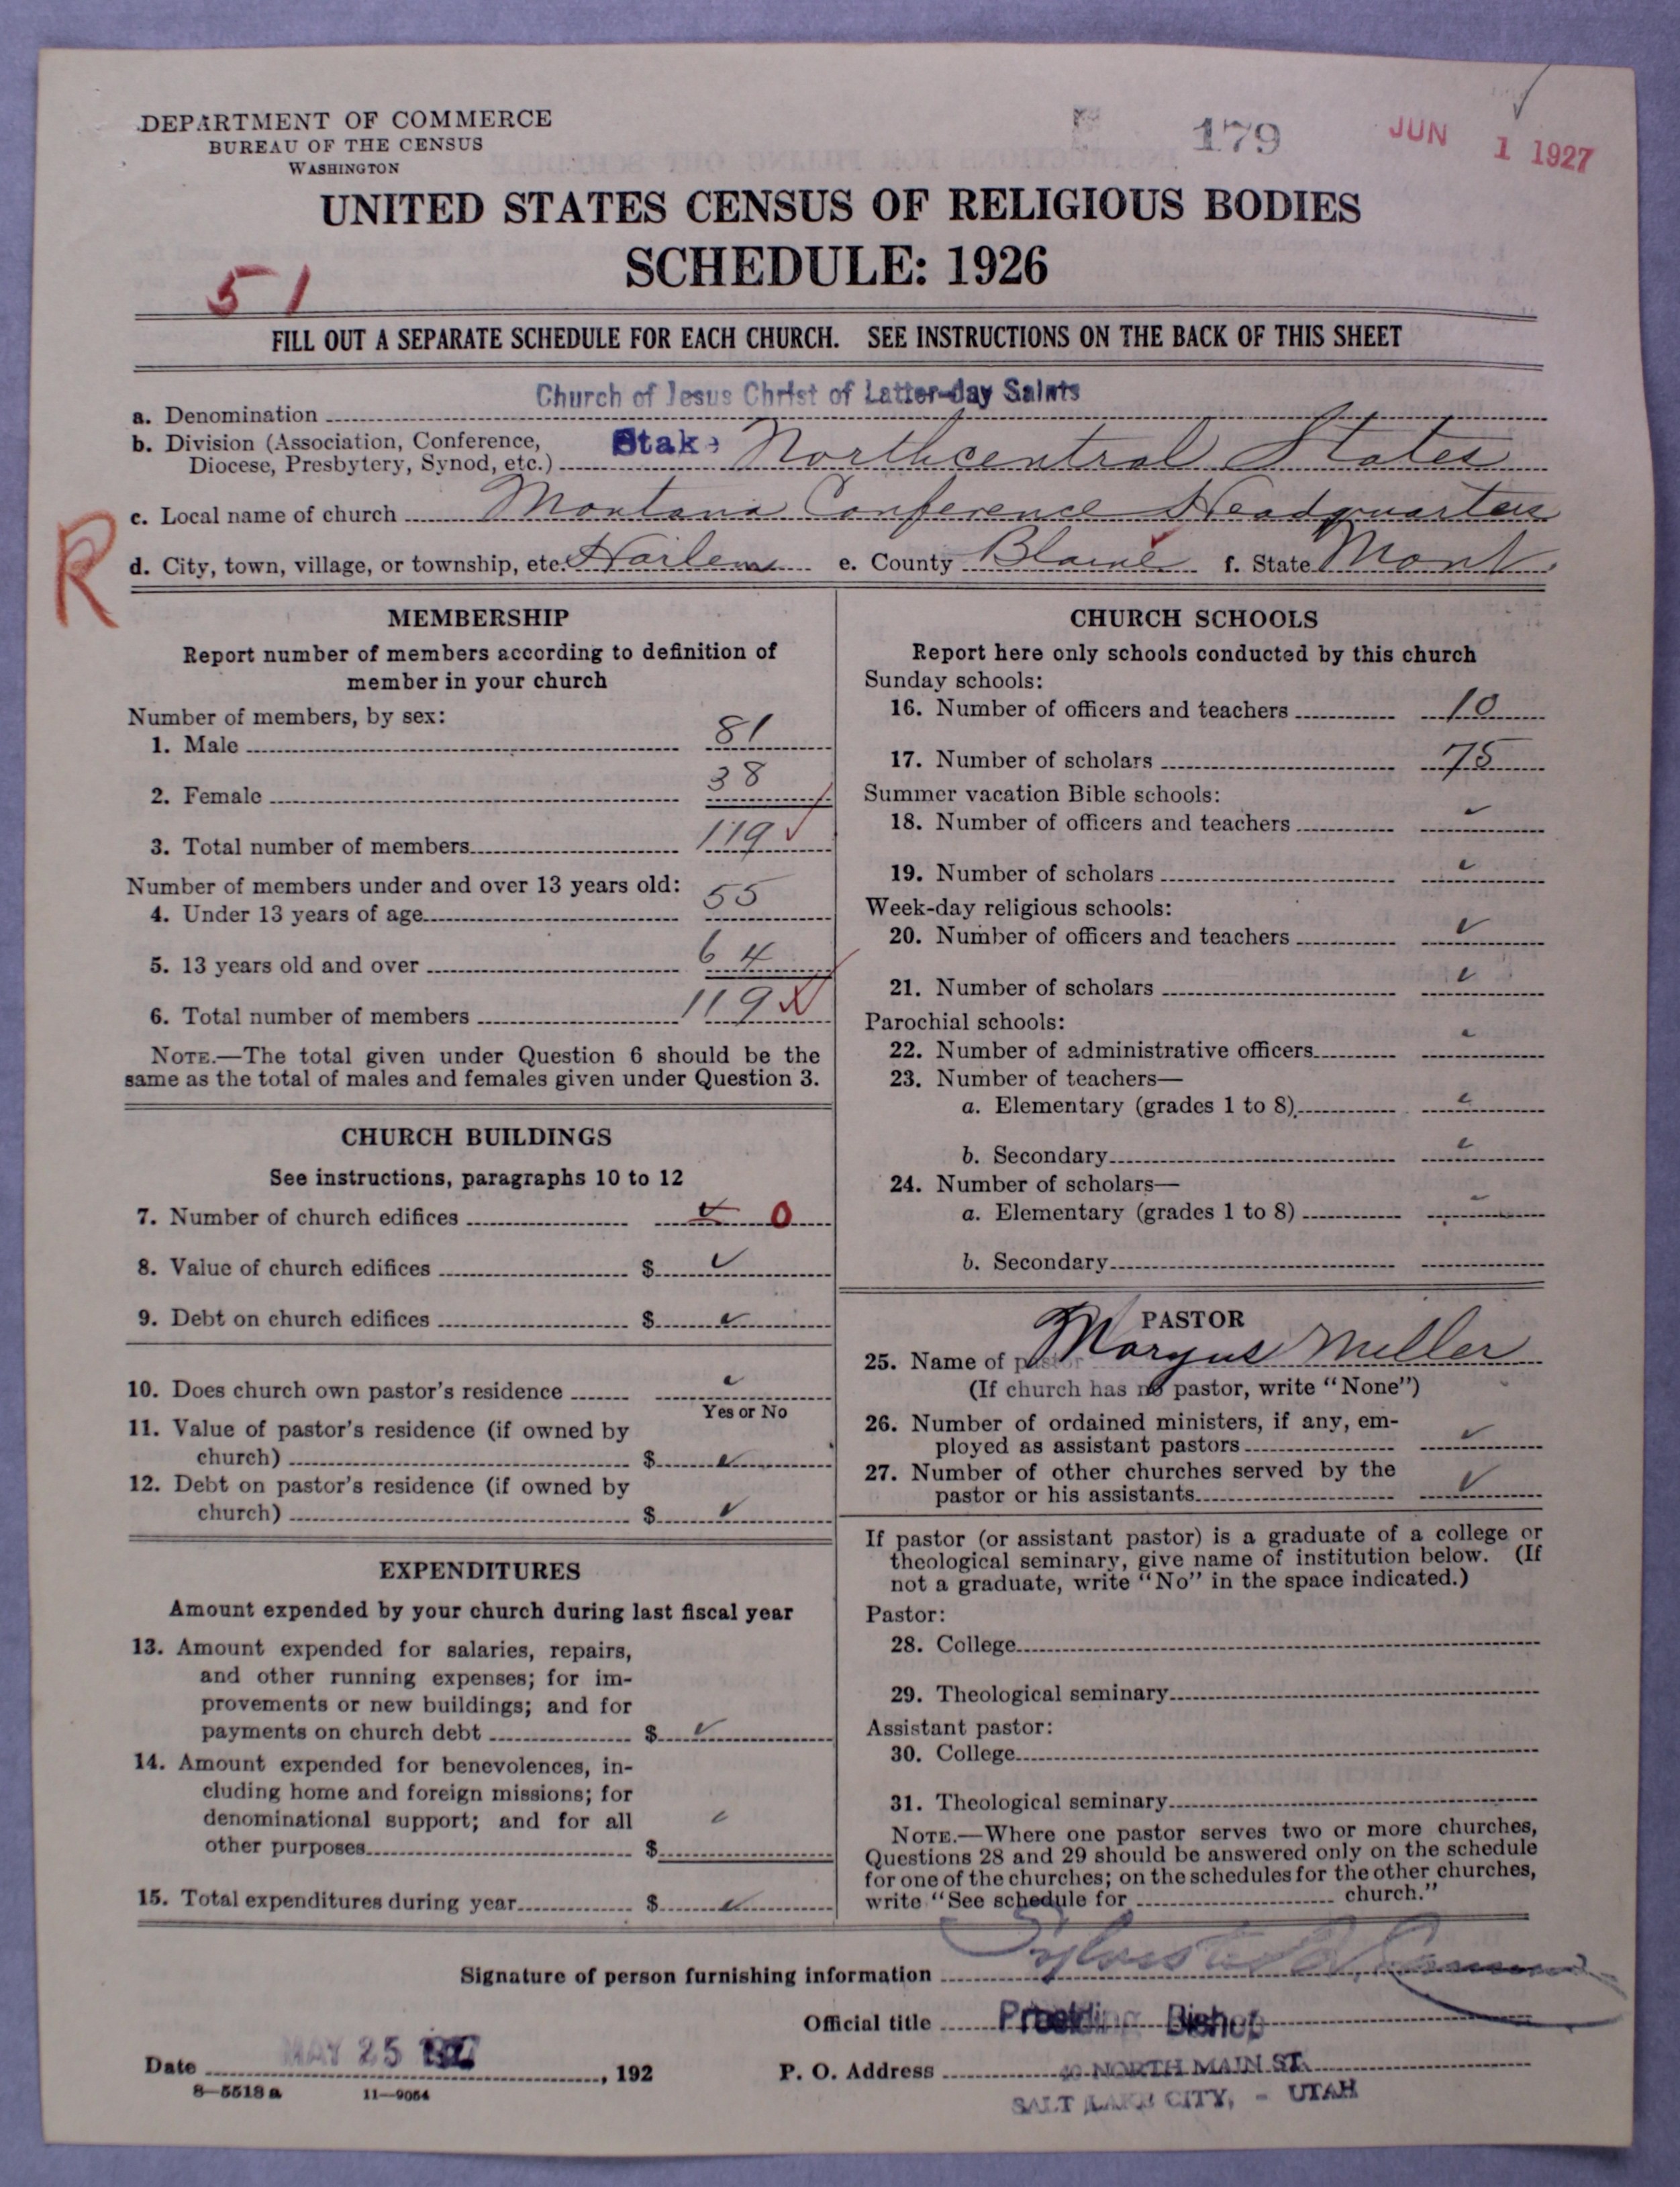 DEPARTMENT OF COMMERCE
BUREAU OF THE CENSUS
WASHINGTON
179
JUN 1 1927
UNITED STATES CENSUS OF RELIGIOUS BODIES
SCHEDULE: 1926
51
FILL OUT A SEPARATE SCHEDULE FOR EACH CHURCH. SEE INSTRUCTIONS ON THE BACK OF THIS SHEET
a. Denomination Church of Jesus Christ of Latter-day Saints
b. Division (Association, Conference, Diocese, Presbytery, Synod, etc.) Stake Northcentral States
c. Local name of church Montana Conference Headquarters
R
d. City, town, village, or township, etc. Harlem e. County Blaine f. State Mont.
MEMBERSHIP
Report number of members according to definition of
member in your church
Number of members, by sex:
1. Male 81
2. Female 38
3. Total number of members 119 ✓
Number of members under and over 13 years old:
4. Under 13 years of age 55
5. 13 years old and over 64
6. Total number of members 119 ✓
NOTE.—The total given under Question 6 should be the
same as the total of males and females given under Question 3.
CHURCH BUILDINGS
See instructions, paragraphs 10 to 12
7. Number of church edifices 0
8. Value of church edifices $ ✓
9. Debt on church edifices $ ✓
10. Does church own pastor's residence ✓
Yes or No
11. Value of pastor's residence (if owned by
church) $ ✓
12. Debt on pastor's residence (if owned by
church) $ ✓
EXPENDITURES
Amount expended by your church during last fiscal year
13. Amount expended for salaries, repairs,
and other running expenses; for im-
provements or new buildings; and for
payments on church debt $ ✓
14. Amount expended for benevolences, in-
cluding home and foreign missions; for
denominational support; and for all
other purposes $ ✓
15. Total expenditures during year $ ✓
CHURCH SCHOOLS
Report here only schools conducted by this church
Sunday schools:
16. Number of officers and teachers 10
17. Number of scholars 75
Summer vacation Bible schools:
18. Number of officers and teachers ✓
19. Number of scholars ✓
Week-day religious schools:
20. Number of officers and teachers ✓
21. Number of scholars ✓
Parochial schools:
22. Number of administrative officers ✓
23. Number of teachers—
a. Elementary (grades 1 to 8) ✓
b. Secondary ✓
24. Number of scholars—
a. Elementary (grades 1 to 8) ✓
b. Secondary
PASTOR
25. Name of pastor Miller
(If church has no pastor, write "None")
26. Number of ordained ministers, if any, em-
ployed as assistant pastors ✓
27. Number of other churches served by the
pastor or his assistants ✓
If pastor (or assistant pastor) is a graduate of a college or
theological seminary, give name of institution below. (If
not a graduate, write "No" in the space indicated.)
Pastor:
28. College
29. Theological seminary
Assistant pastor:
30. College
31. Theological seminary
NOTE.—Where one pastor serves two or more churches,
Questions 28 and 29 should be answered only on the schedule
for one of the churches; on the schedules for the other churches,
write "See schedule for church."
Signature of person furnishing information
Official title Presiding Bishop
Date MAY 25 1927, 192
P. O. Address 40 NORTH MAIN ST.
SALT LAKE CITY, - UTAH
8—5518 a 11—9054